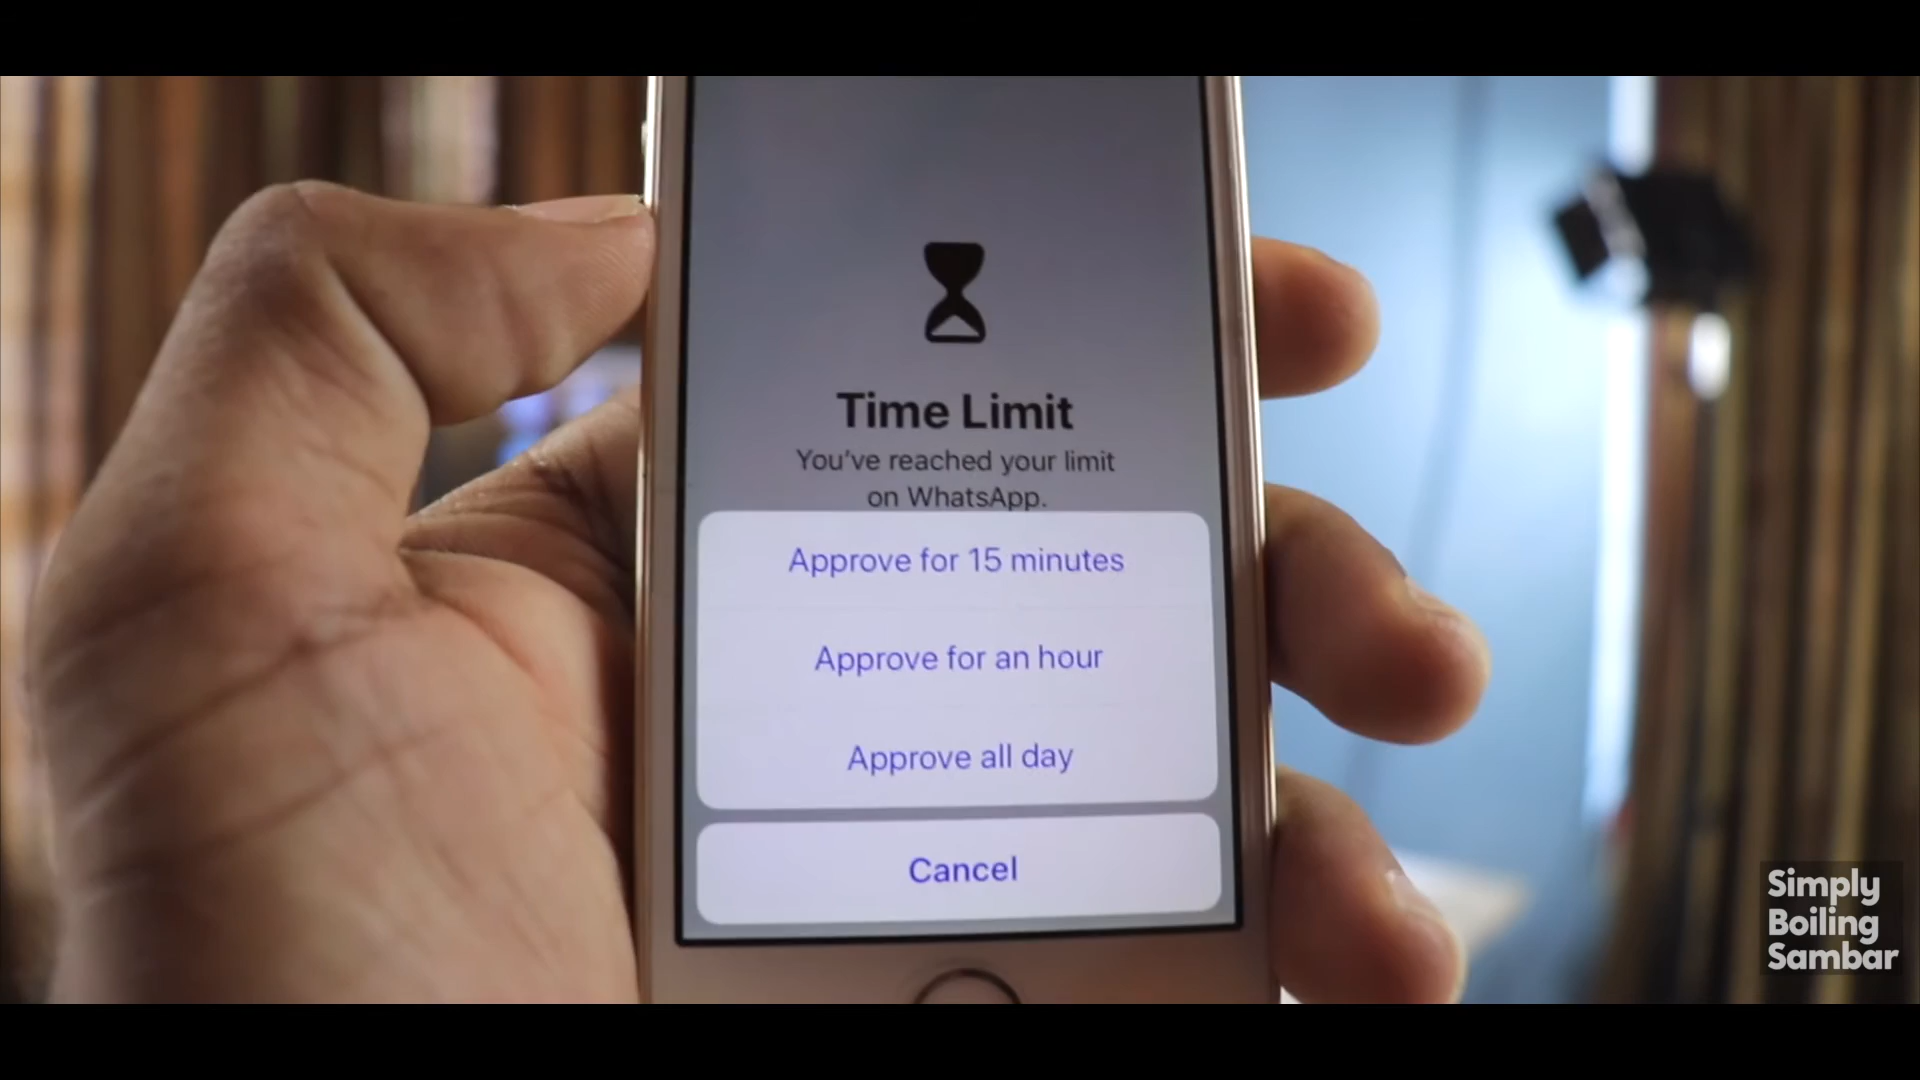 Time Limit
You've reached your limit
on WhatsApp.
Approve for 15 minutes
Approve for an hour
Approve all day
Cancel
Simply
Boiling
Sambar